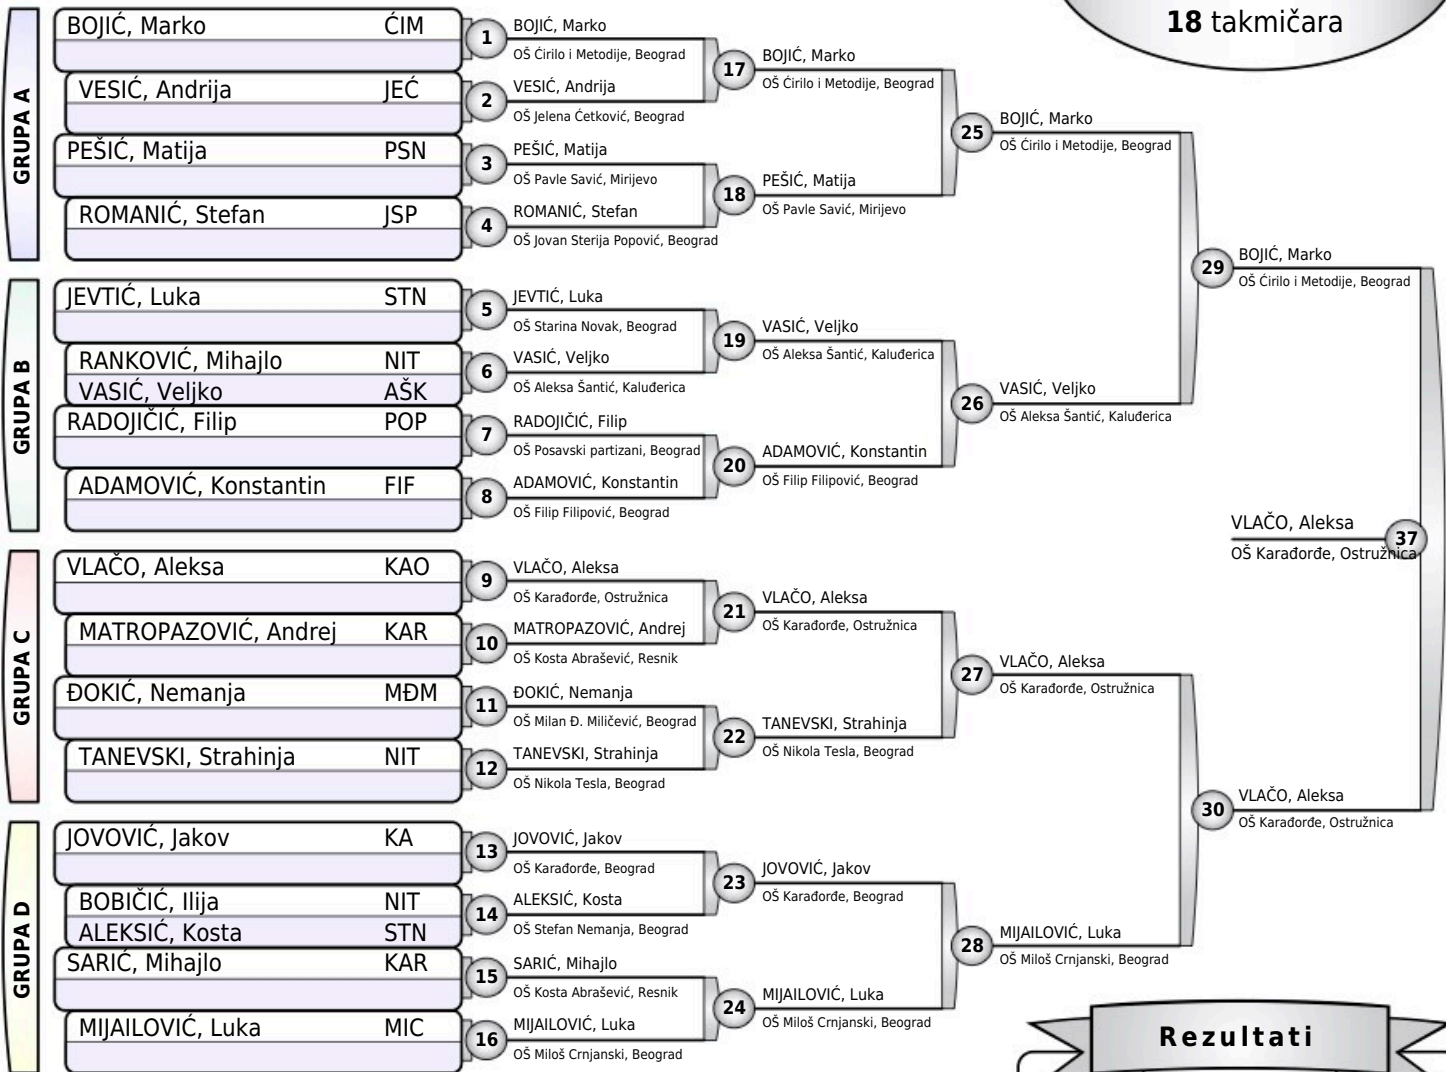 18 takmičara
GRUPA A
BOJIĆ, Marko ĆIM
VESIĆ, Andrija JEĆ
PEŠIĆ, Matija PSN
ROMANIĆ, Stefan JSP
GRUPA B
JEVTIĆ, Luka STN
RANKOVIĆ, Mihajlo NIT
VASIĆ, Veljko AŠK
RADOJIČIĆ, Filip POP
ADAMOVIĆ, Konstantin FIF
GRUPA C
VLAČO, Aleksa KAO
MATROPAZOVIĆ, Andrej KAR
ĐOKIĆ, Nemanja MĐM
TANEVSKI, Strahinja NIT
GRUPA D
JOVOVIĆ, Jakov KA
BOBIČIĆ, Ilija NIT
ALEKSIĆ, Kosta STN
SARIĆ, Mihajlo KAR
MIJAILOVIĆ, Luka MIC
1 BOJIĆ, Marko
OŠ Ćirilo i Metodije, Beograd
2 VESIĆ, Andrija
OŠ Jelena Ćetković, Beograd
3 PEŠIĆ, Matija
OŠ Pavle Savić, Mirijevo
4 ROMANIĆ, Stefan
OŠ Jovan Sterija Popović, Beograd
5 JEVTIĆ, Luka
OŠ Starina Novak, Beograd
6 VASIĆ, Veljko
OŠ Aleksa Šantić, Kaluđerica
7 RADOJIČIĆ, Filip
OŠ Posavski partizani, Beograd
8 ADAMOVIĆ, Konstantin
OŠ Filip Filipović, Beograd
9 VLAČO, Aleksa
OŠ Karađorđe, Ostružnica
10 MATROPAZOVIĆ, Andrej
OŠ Kosta Abrašević, Resnik
11 ĐOKIĆ, Nemanja
OŠ Milan Đ. Milićević, Beograd
12 TANEVSKI, Strahinja
OŠ Nikola Tesla, Beograd
13 JOVOVIĆ, Jakov
OŠ Karađorđe, Beograd
14 ALEKSIĆ, Kosta
OŠ Stefan Nemanja, Beograd
15 SARIĆ, Mihajlo
OŠ Kosta Abrašević, Resnik
16 MIJAILOVIĆ, Luka
OŠ Miloš Crnjanski, Beograd
17 BOJIĆ, Marko
OŠ Ćirilo i Metodije, Beograd
18 PEŠIĆ, Matija
OŠ Pavle Savić, Mirijevo
19 VASIĆ, Veljko
OŠ Aleksa Šantić, Kaluđerica
20 ADAMOVIĆ, Konstantin
OŠ Filip Filipović, Beograd
21 VLAČO, Aleksa
OŠ Karađorđe, Ostružnica
22 TANEVSKI, Strahinja
OŠ Nikola Tesla, Beograd
23 JOVOVIĆ, Jakov
OŠ Karađorđe, Beograd
24 MIJAILOVIĆ, Luka
OŠ Miloš Crnjanski, Beograd
25 BOJIĆ, Marko
OŠ Ćirilo i Metodije, Beograd
26 VASIĆ, Veljko
OŠ Aleksa Šantić, Kaluđerica
27 VLAČO, Aleksa
OŠ Karađorđe, Ostružnica
28 MIJAILOVIĆ, Luka
OŠ Miloš Crnjanski, Beograd
29 BOJIĆ, Marko
OŠ Ćirilo i Metodije, Beograd
30 VLAČO, Aleksa
OŠ Karađorđe, Ostružnica
VLAČO, Aleksa 37
OŠ Karađorđe, Ostružnica
Rezultati